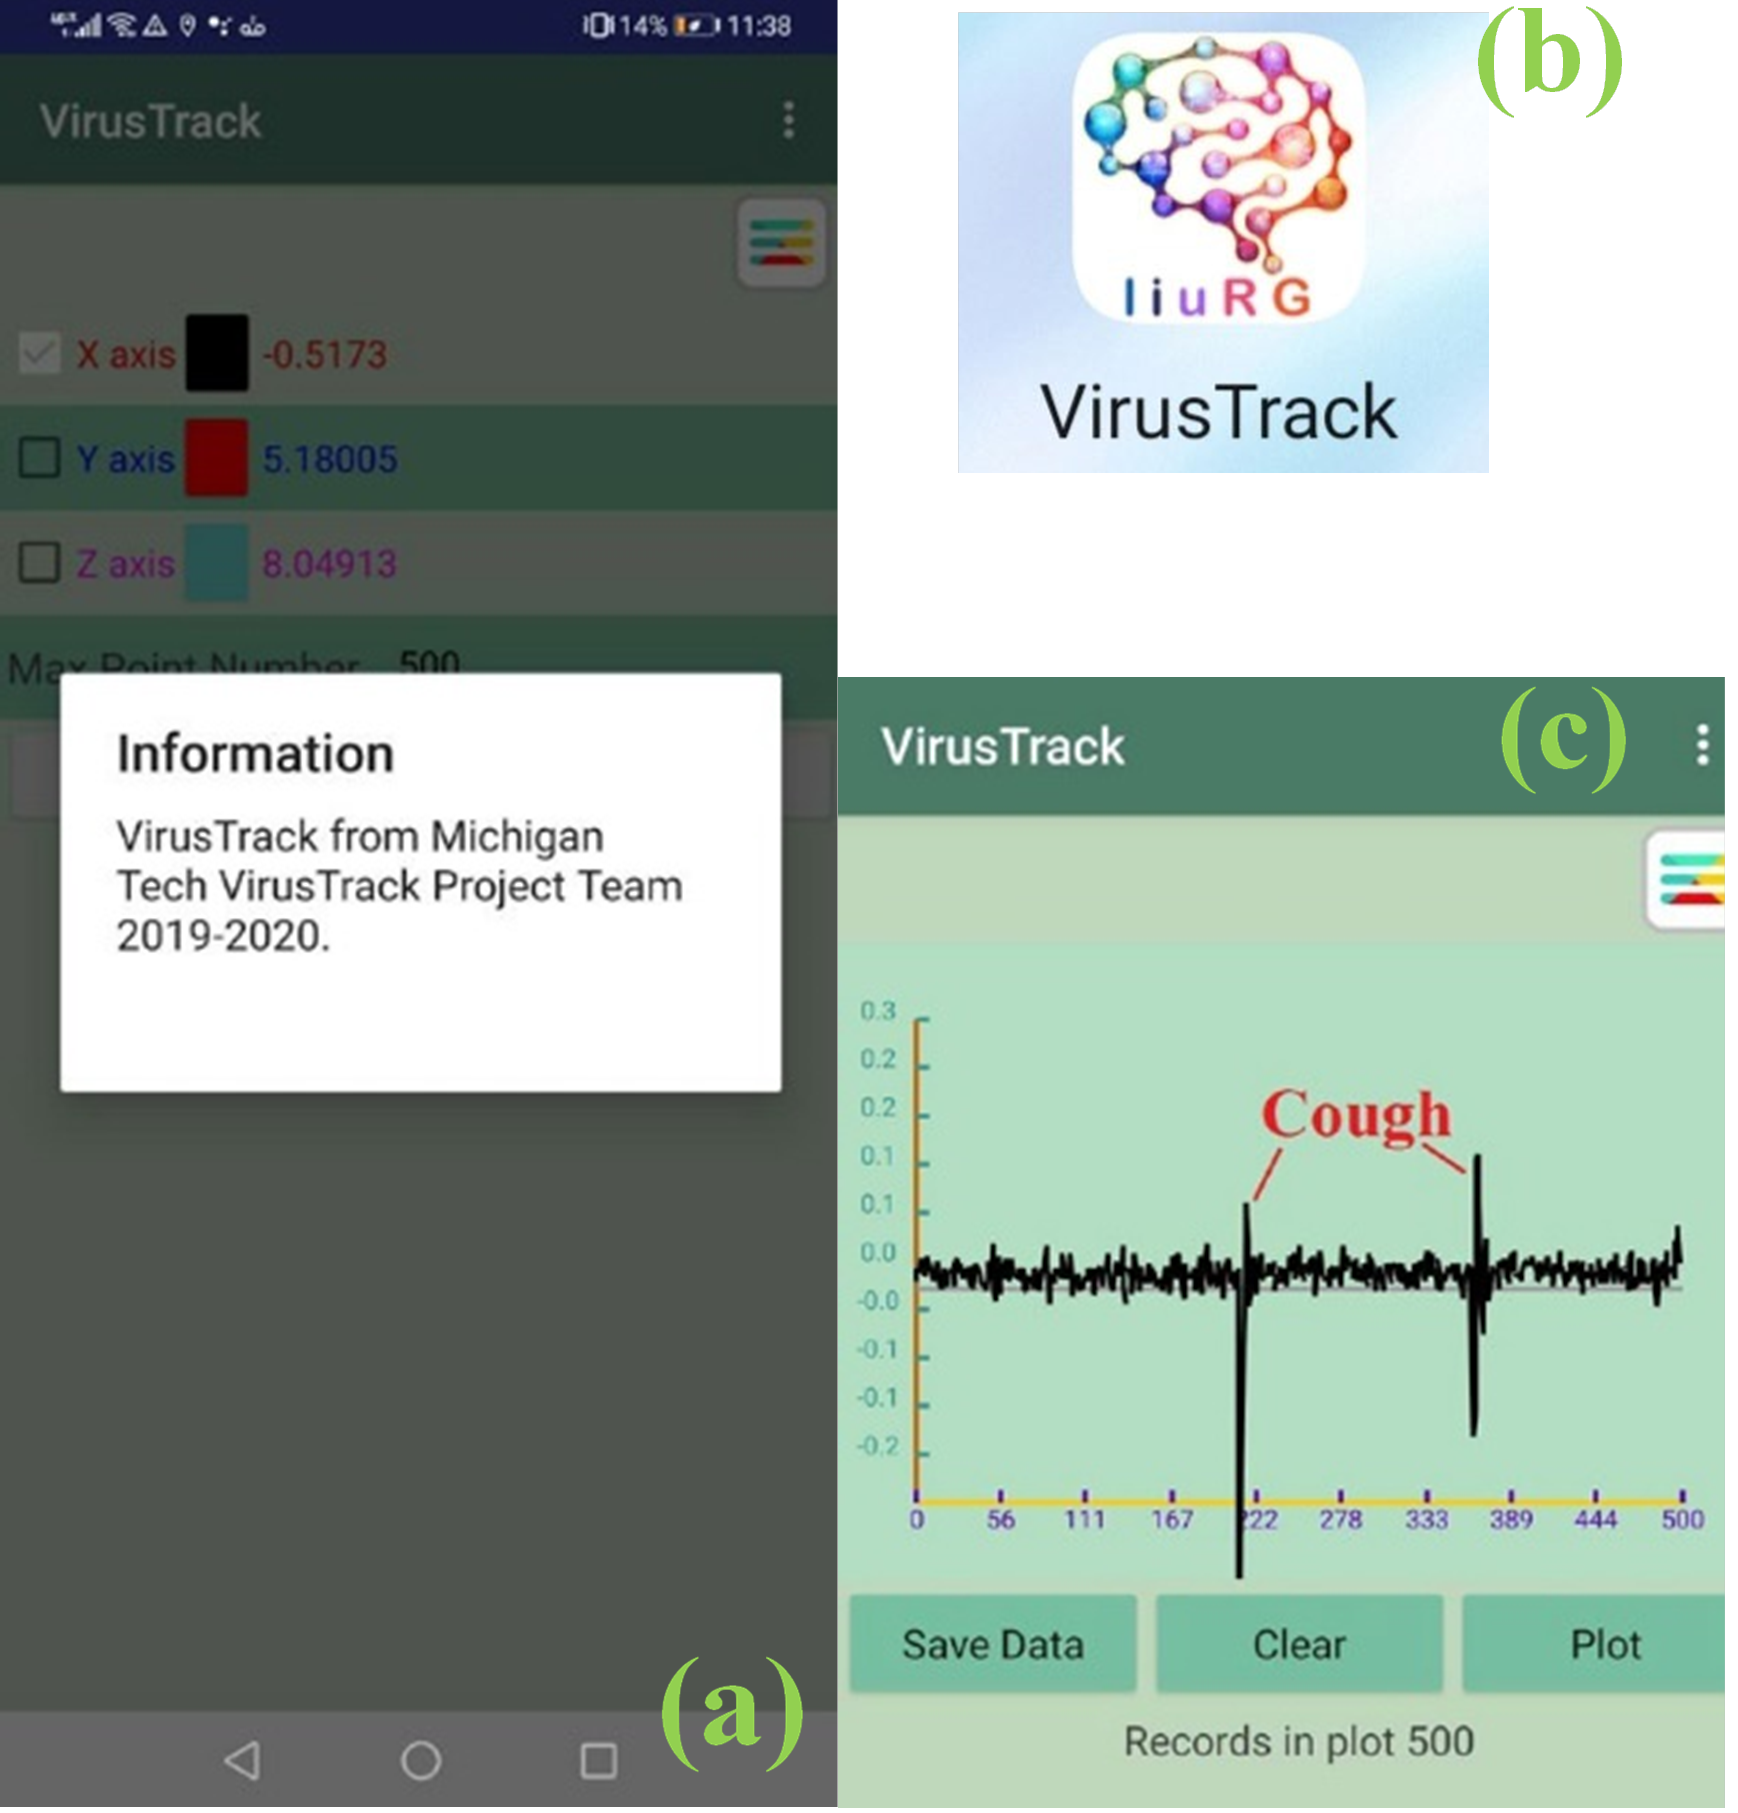 14% 11:38
VirusTrack
X axis -0.5173
Y axis 5.18005
Z axis 8.04913
Max Point Number 500
Information
VirusTrack from Michigan
Tech VirusTrack Project Team
2019-2020.
(a)
(b)
liuRG
VirusTrack
(c)
VirusTrack
0.3
0.2
0.2
0.1
0.1
0.0
-0.0
-0.1
-0.1
-0.2
Cough
0 56 111 167 222 278 333 389 444 500
Save Data Clear Plot
Records in plot 500